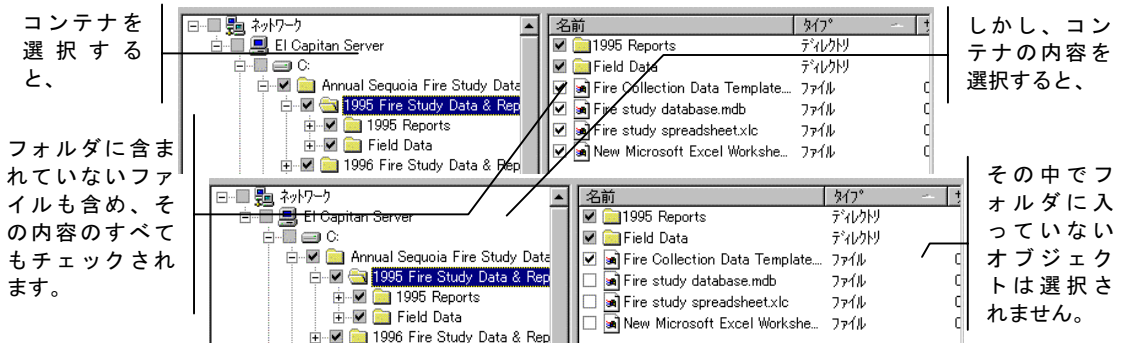 コンテナを
選択する
と、
フォルダに含ま
れていないファ
イルも含め、そ
の内容のすべて
もチェックされ
ます。
ネットワーク
El Capitan Server
C:
Annual Sequoia Fire Study Data
1995 Fire Study Data & Rep
1995 Reports
Field Data
1996 Fire Study Data & Rep
名前 タイプ
1995 Reports ディレクトリ
Field Data ディレクトリ
Fire Collection Data Template... ファイル
Fire study database.mdb ファイル
Fire study spreadsheet.xlc ファイル
New Microsoft Excel Workshe... ファイル
しかし、コン
テナの内容を
選択すると、
ネットワーク
El Capitan Server
C:
Annual Sequoia Fire Study Data
1995 Fire Study Data & Rep
1995 Reports
Field Data
1996 Fire Study Data & Rep
名前 タイプ
1995 Reports ディレクトリ
Field Data ディレクトリ
Fire Collection Data Template... ファイル
Fire study database.mdb ファイル
Fire study spreadsheet.xlc ファイル
New Microsoft Excel Workshe... ファイル
その中でフ
ォルダに入
っていない
オブジェク
トは選択さ
れません。